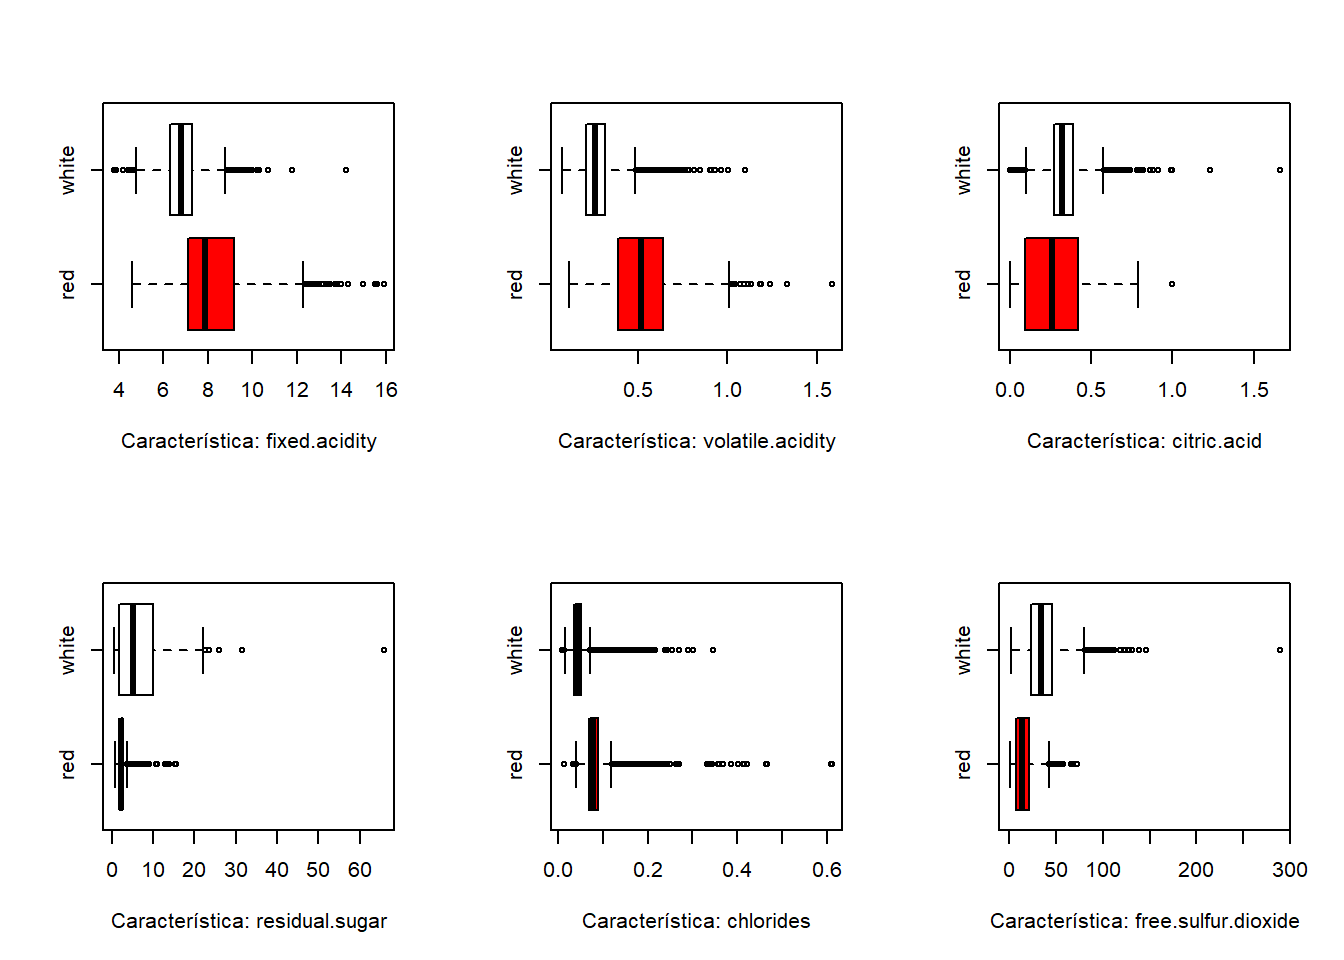 white
red
4 6 8 10 12 14 16
Característica: fixed.acidity
white
red
0.5 1.0 1.5
Característica: volatile.acidity
white
red
0.0 0.5 1.0 1.5
Característica: citric.acid
white
red
0 10 20 30 40 50 60
Característica: residual.sugar
white
red
0.0 0.2 0.4 0.6
Característica: chlorides
white
red
0 50 100 200 300
Característica: free.sulfur.dioxide